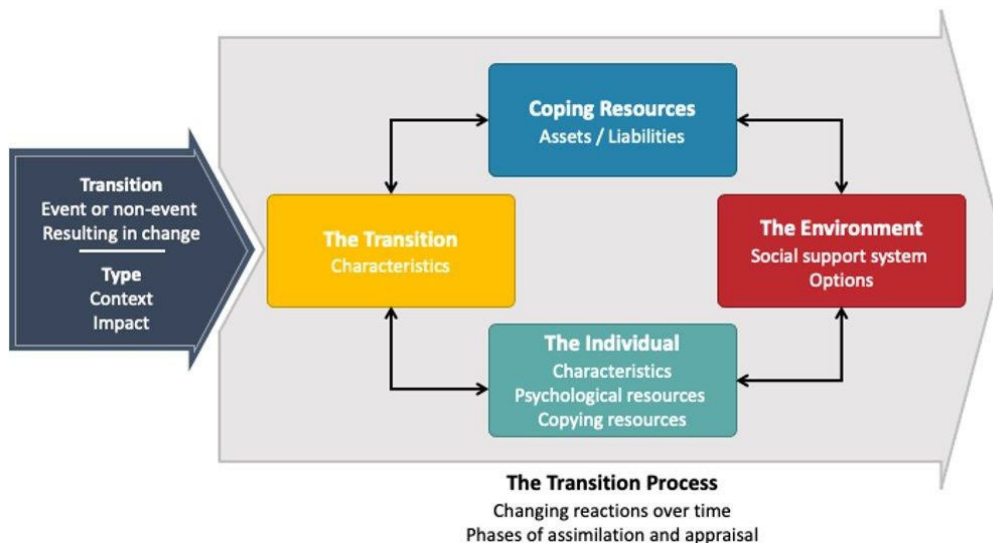 Transition
Event or non-event
Resulting in change
Type
Context
Impact
Coping Resources
Assets / Liabilities
The Transition
Characteristics
The Environment
Social support system
Options
The Individual
Characteristics
Psychological resources
Copying resources
The Transition Process
Changing reactions over time
Phases of assimilation and appraisal